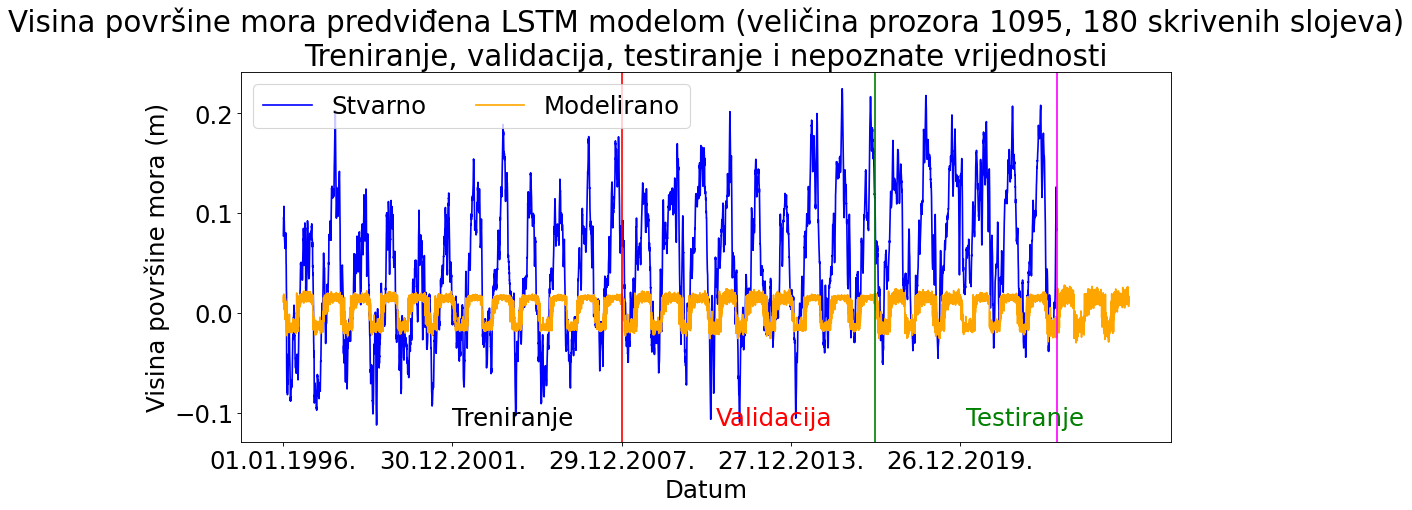 Visina površine mora predviđena LSTM modelom (veličina prozora 1095, 180 skrivenih slojeva)
Treniranje, validacija, testiranje i nepoznate vrijednosti
Stvarno
Modelirano
Visina površine mora (m)
0.2
0.1
0.0
−0.1
Treniranje
Validacija
Testiranje
01.01.1996.
30.12.2001.
29.12.2007.
27.12.2013.
26.12.2019.
Datum